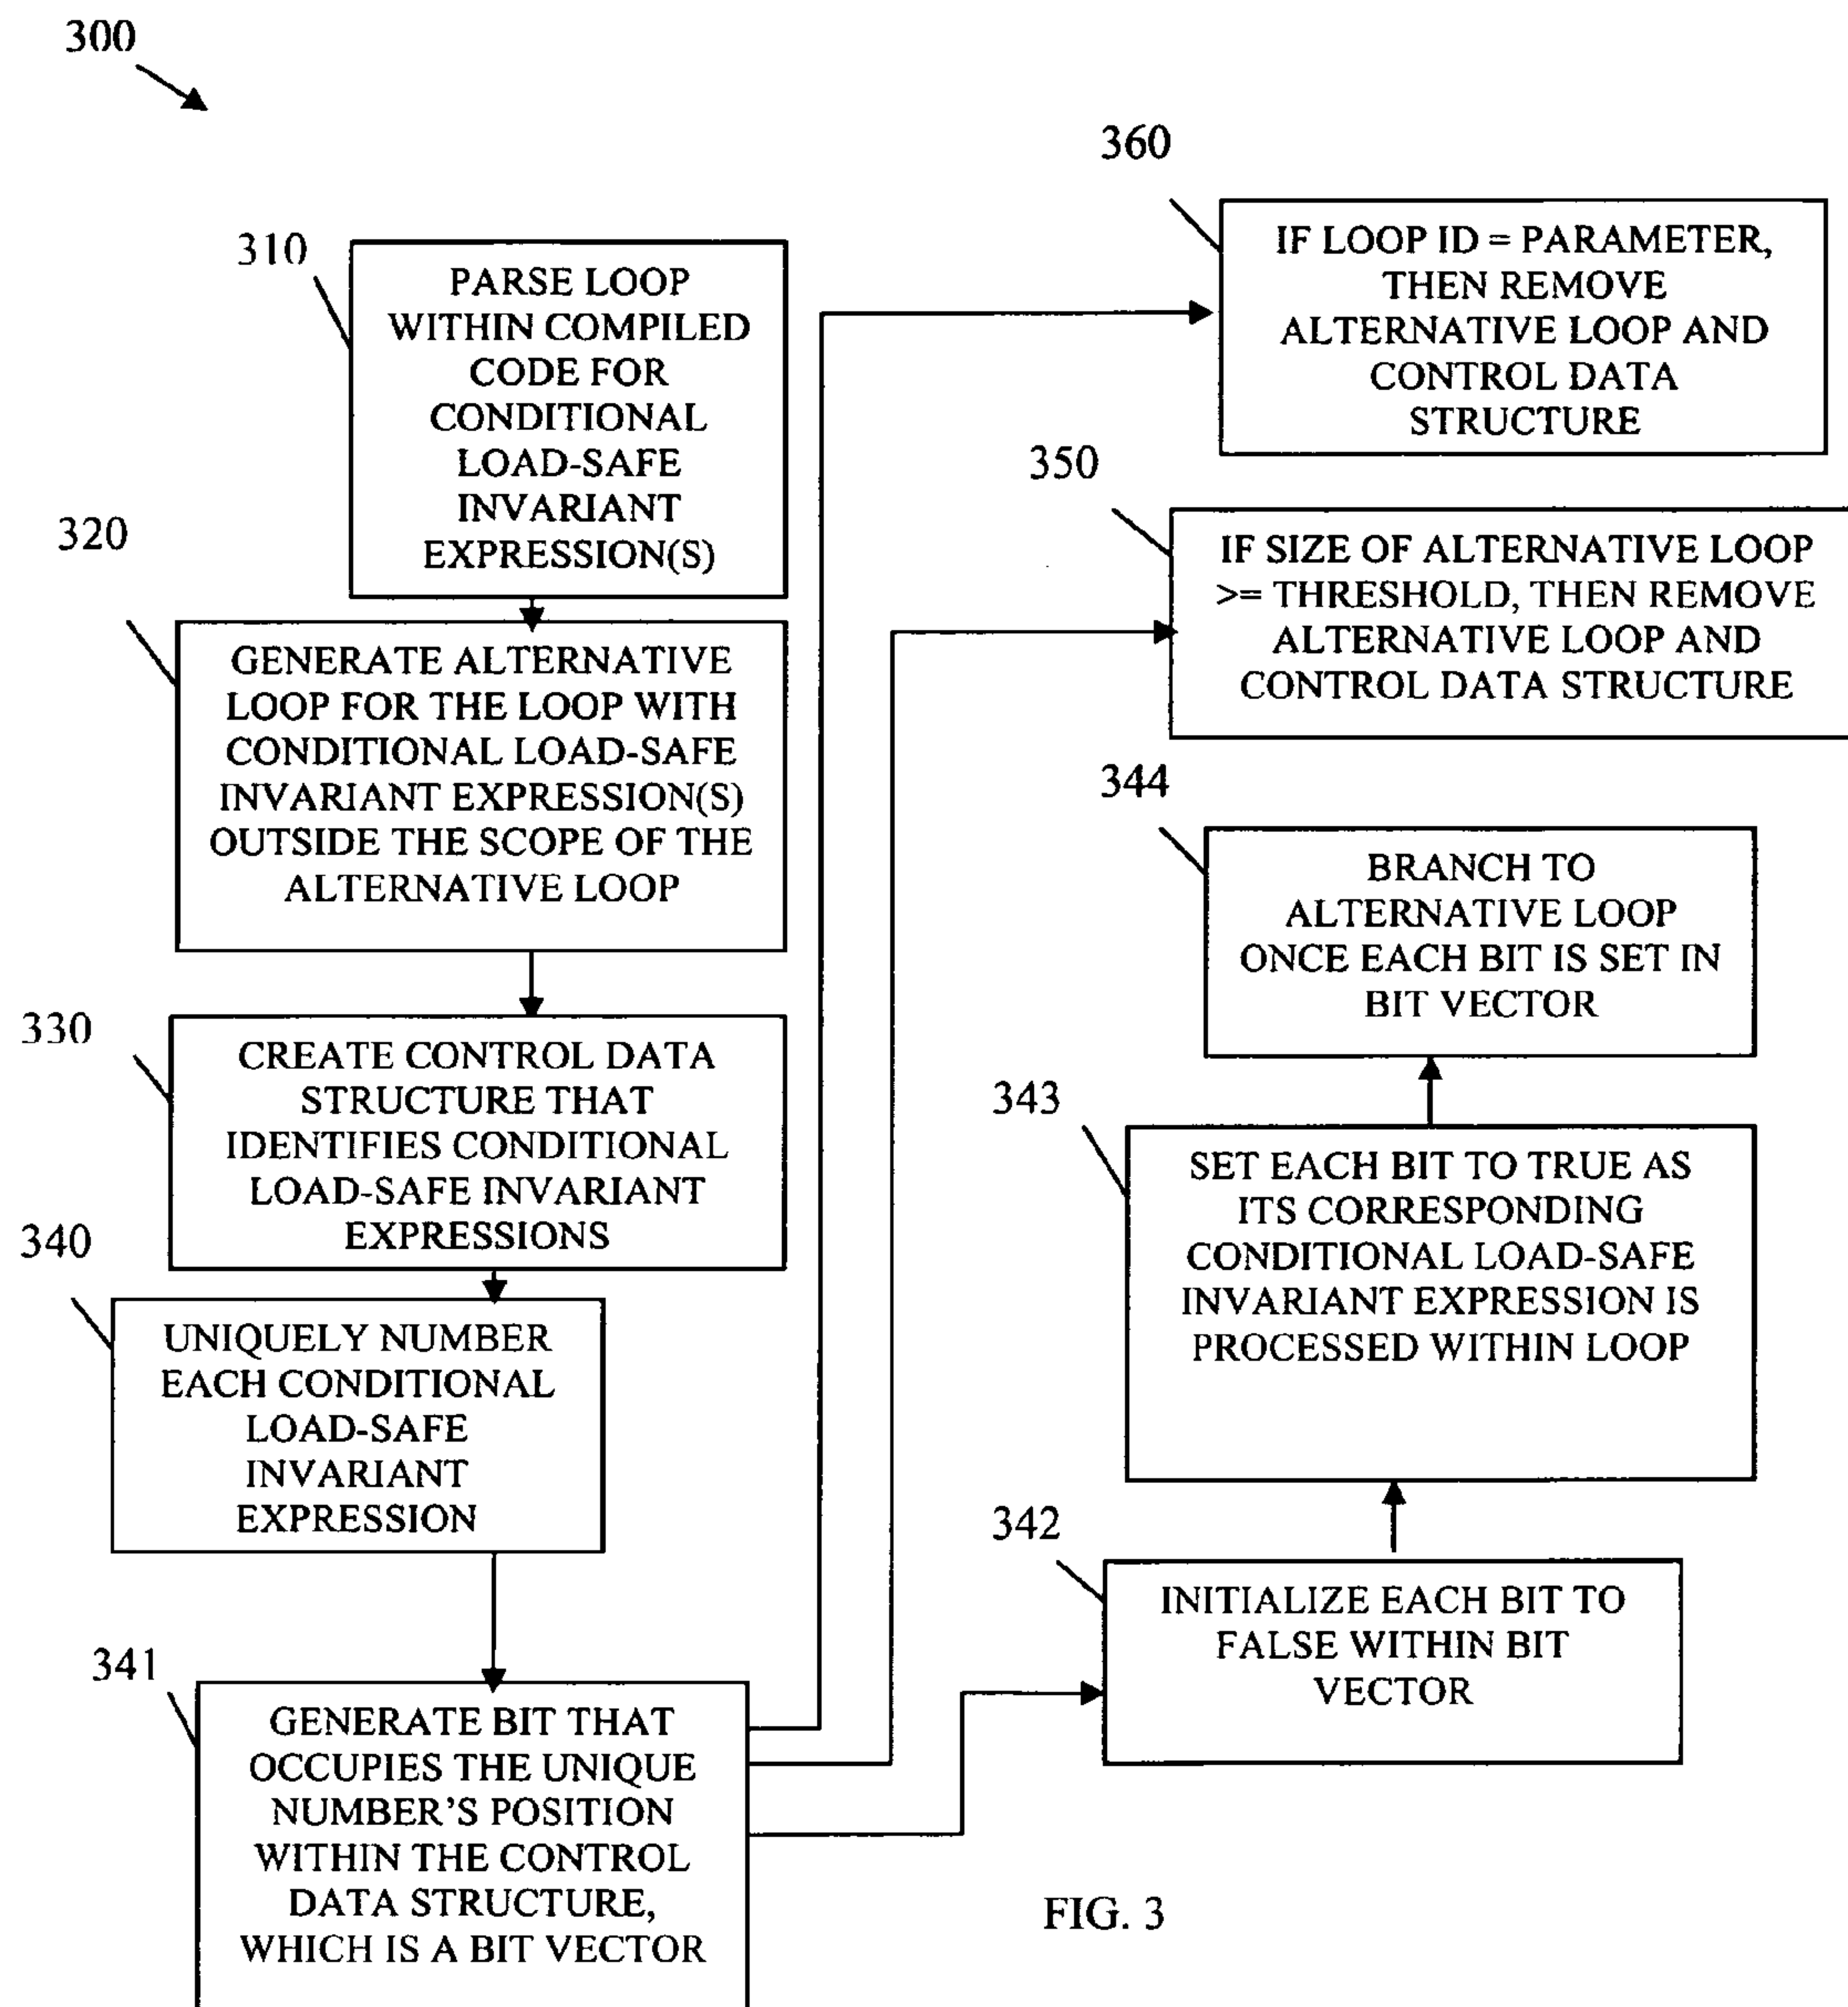 300
310
PARSE LOOP
WITHIN COMPILED
CODE FOR
CONDITIONAL
LOAD-SAFE
INVARIANT
EXPRESSION(S)
320
GENERATE ALTERNATIVE
LOOP FOR THE LOOP WITH
CONDITIONAL LOAD-SAFE
INVARIANT EXPRESSION(S)
OUTSIDE THE SCOPE OF THE
ALTERNATIVE LOOP
330
CREATE CONTROL DATA
STRUCTURE THAT
IDENTIFIES CONDITIONAL
LOAD-SAFE INVARIANT
EXPRESSIONS
340
UNIQUELY NUMBER
EACH CONDITIONAL
LOAD-SAFE
INVARIANT
EXPRESSION
341
GENERATE BIT THAT
OCCUPIES THE UNIQUE
NUMBER'S POSITION
WITHIN THE CONTROL
DATA STRUCTURE,
WHICH IS A BIT VECTOR
360
IF LOOP ID = PARAMETER,
THEN REMOVE
ALTERNATIVE LOOP AND
CONTROL DATA
STRUCTURE
350
IF SIZE OF ALTERNATIVE LOOP
>= THRESHOLD, THEN REMOVE
ALTERNATIVE LOOP AND
CONTROL DATA STRUCTURE
344
BRANCH TO
ALTERNATIVE LOOP
ONCE EACH BIT IS SET IN
BIT VECTOR
343
SET EACH BIT TO TRUE AS
ITS CORRESPONDING
CONDITIONAL LOAD-SAFE
INVARIANT EXPRESSION IS
PROCESSED WITHIN LOOP
342
INITIALIZE EACH BIT TO
FALSE WITHIN BIT
VECTOR
FIG. 3